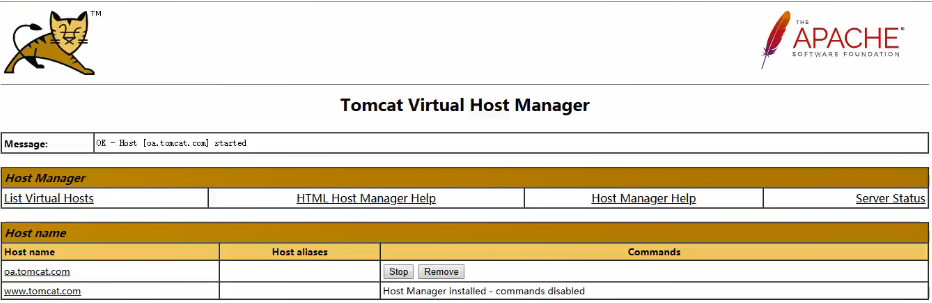 TM
THE
APACHE®
SOFTWARE FOUNDATION
Tomcat Virtual Host Manager
Message: OK - Host [oa.tomcat.com] started
Host Manager
List Virtual Hosts HTML Host Manager Help Host Manager Help Server Status
Host name
Host name Host aliases Commands
oa.tomcat.com Stop Remove
www.tomcat.com Host Manager installed - commands disabled